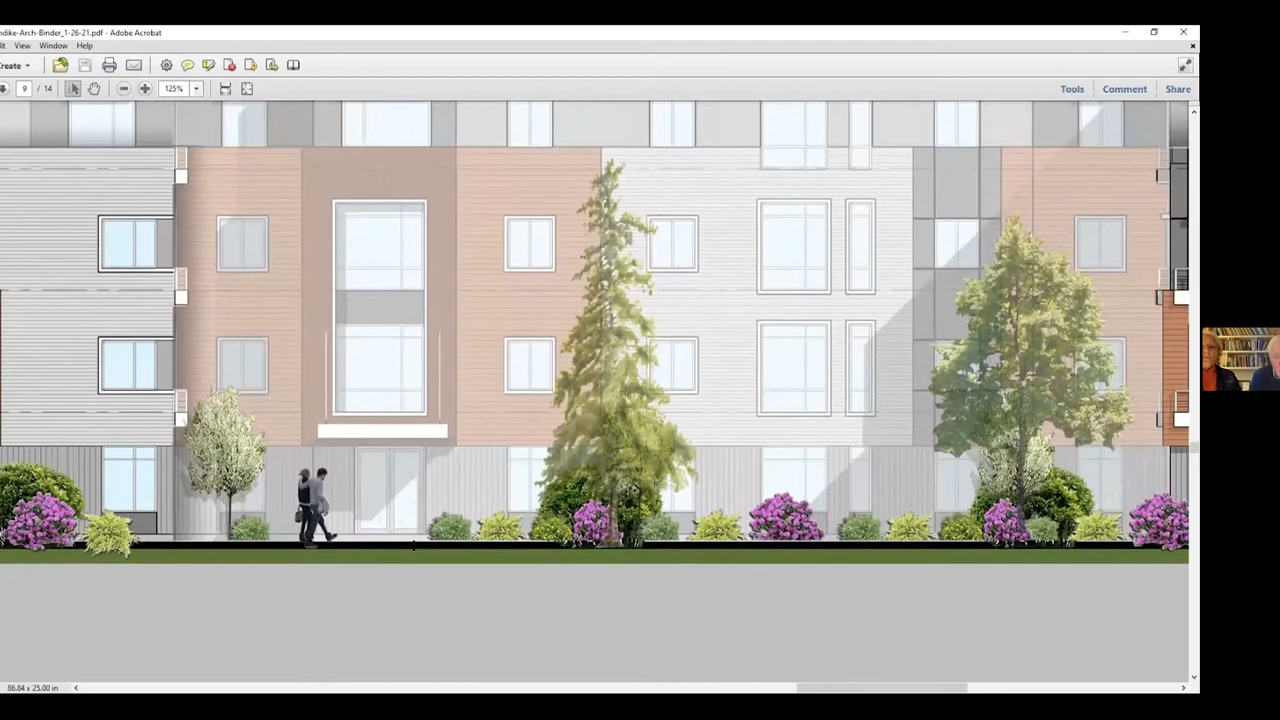 ndike-Arch-Binder_1-26-21.pdf - Adobe Acrobat
lit View Window Help
Create
9 / 14 125% Tools Comment Share
86.84 x 25.00 in